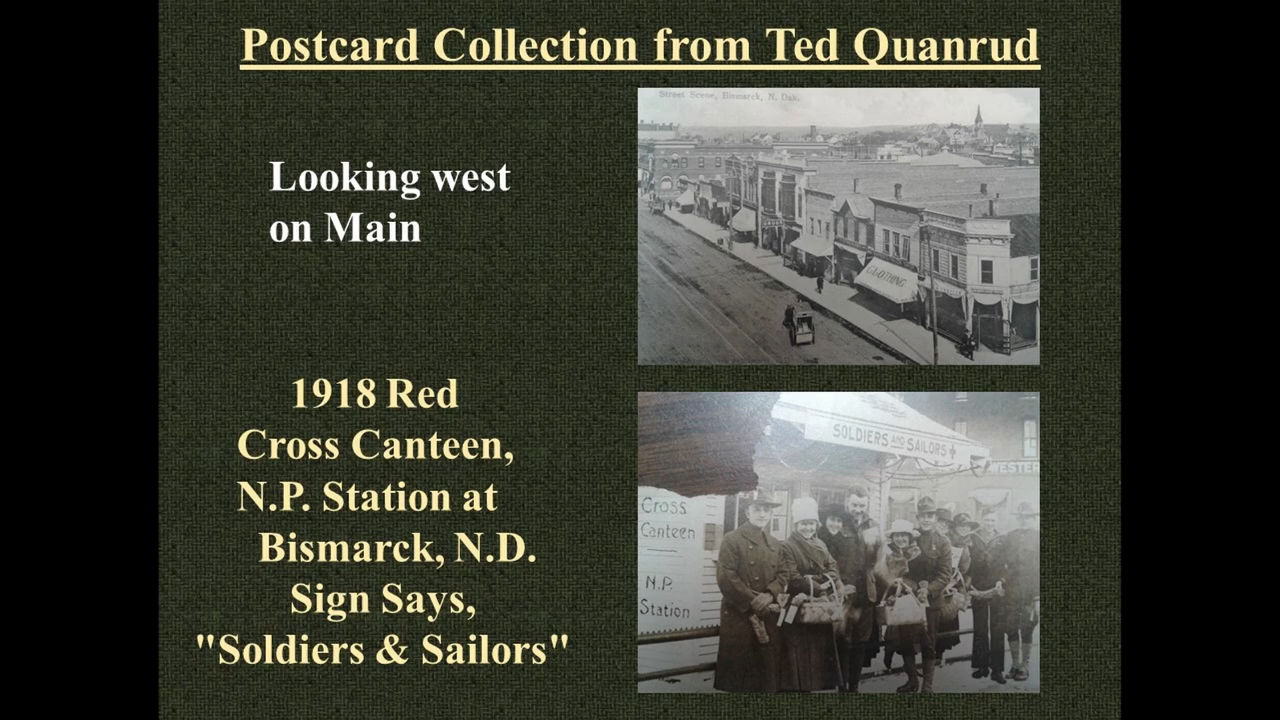 Postcard Collection from Ted Quanrud
Street Scene, Bismarck, N. Dak.
Looking west
on Main
CLOTHING
1918 Red
Cross Canteen,
N.P. Station at
Bismarck, N.D.
Sign Says,
"Soldiers & Sailors"
SOLDIERS AND SAILORS
WESTER
Cross
Canteen
N.P.
Station